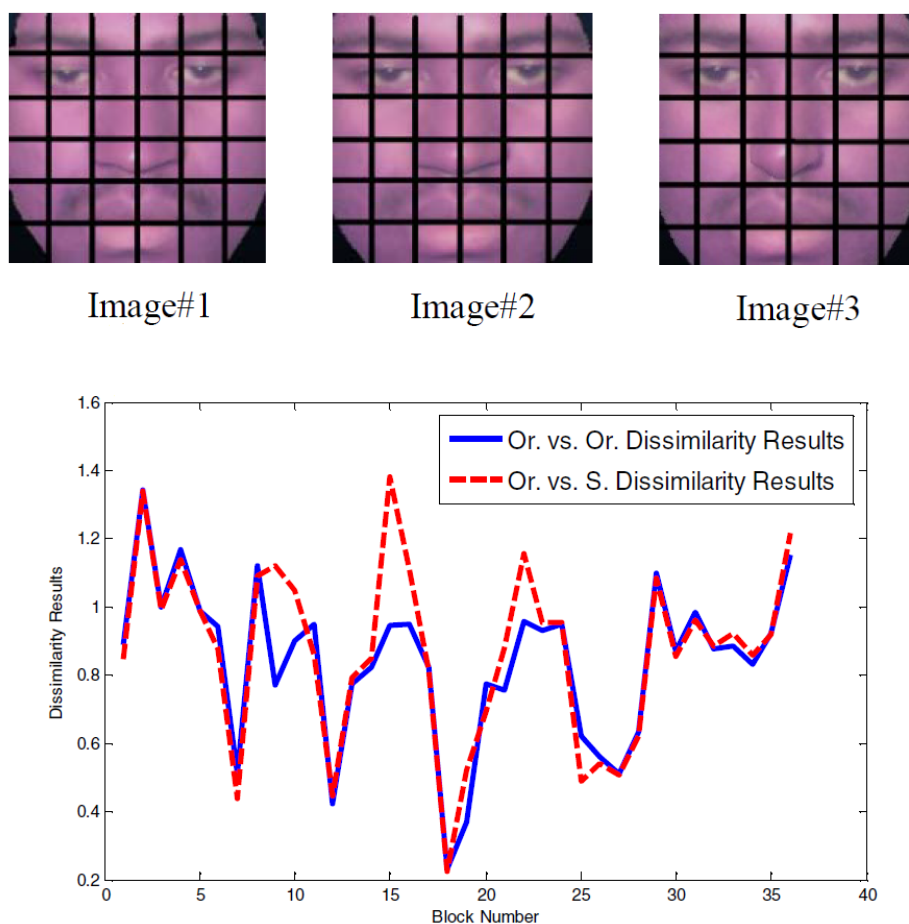 Image#1 Image#2 Image#3
1.6
1.4
1.2
1
0.8
0.6
0.4
0.2
Dissimilarity Results
Or. vs. Or. Dissimilarity Results
Or. vs. S. Dissimilarity Results
0 5 10 15 20 25 30 35 40
Block Number